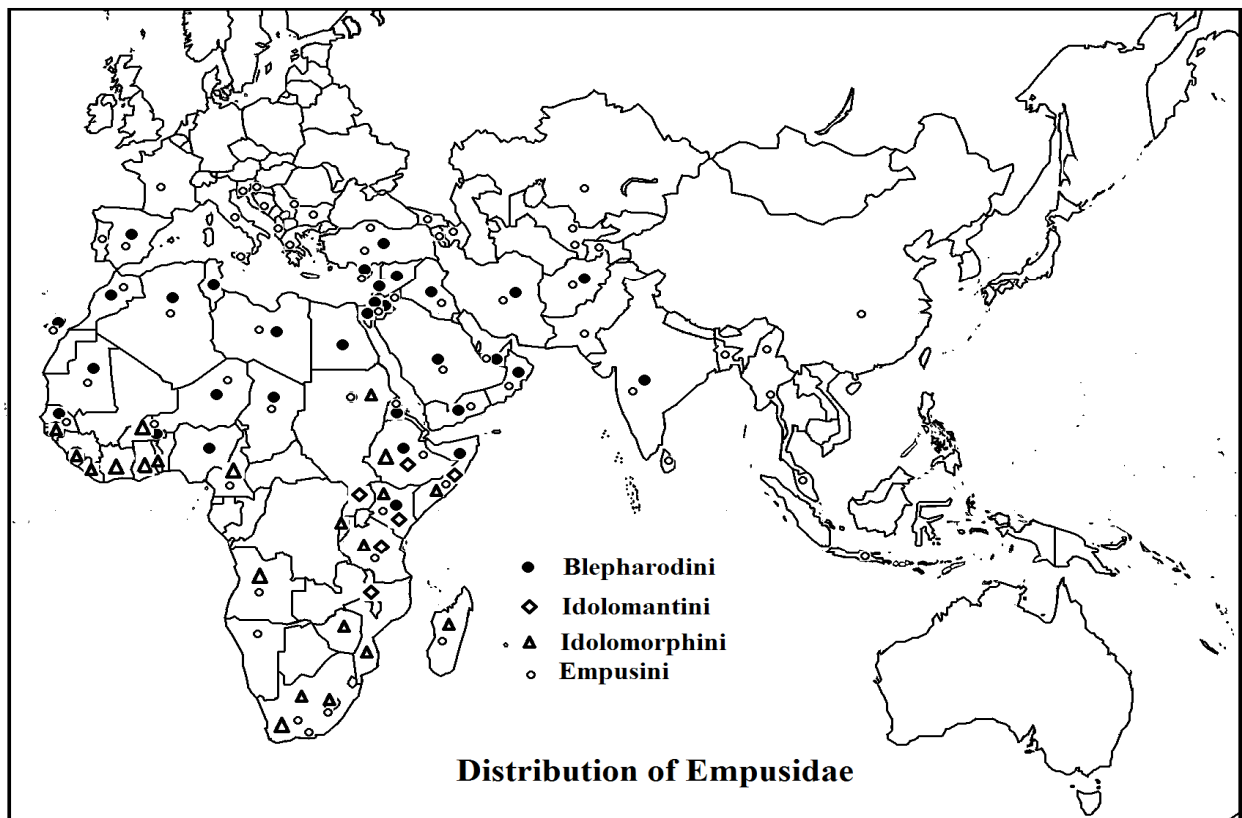 Blepharodini
Idolomantini
Idolomorphini
Empusini
Distribution of Empusidae